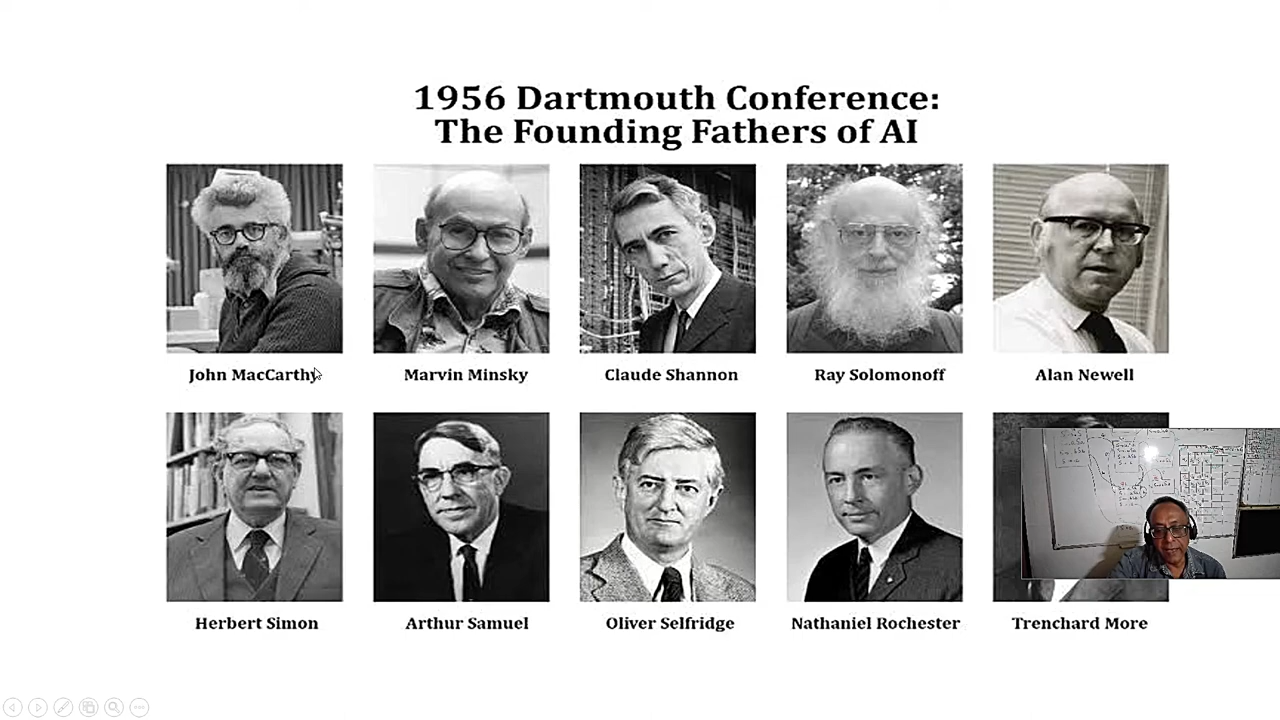 1956 Dartmouth Conference:
The Founding Fathers of AI
John MacCarthy
Marvin Minsky
Claude Shannon
Ray Solomonoff
Alan Newell
Herbert Simon
Arthur Samuel
Oliver Selfridge
Nathaniel Rochester
Trenchard More